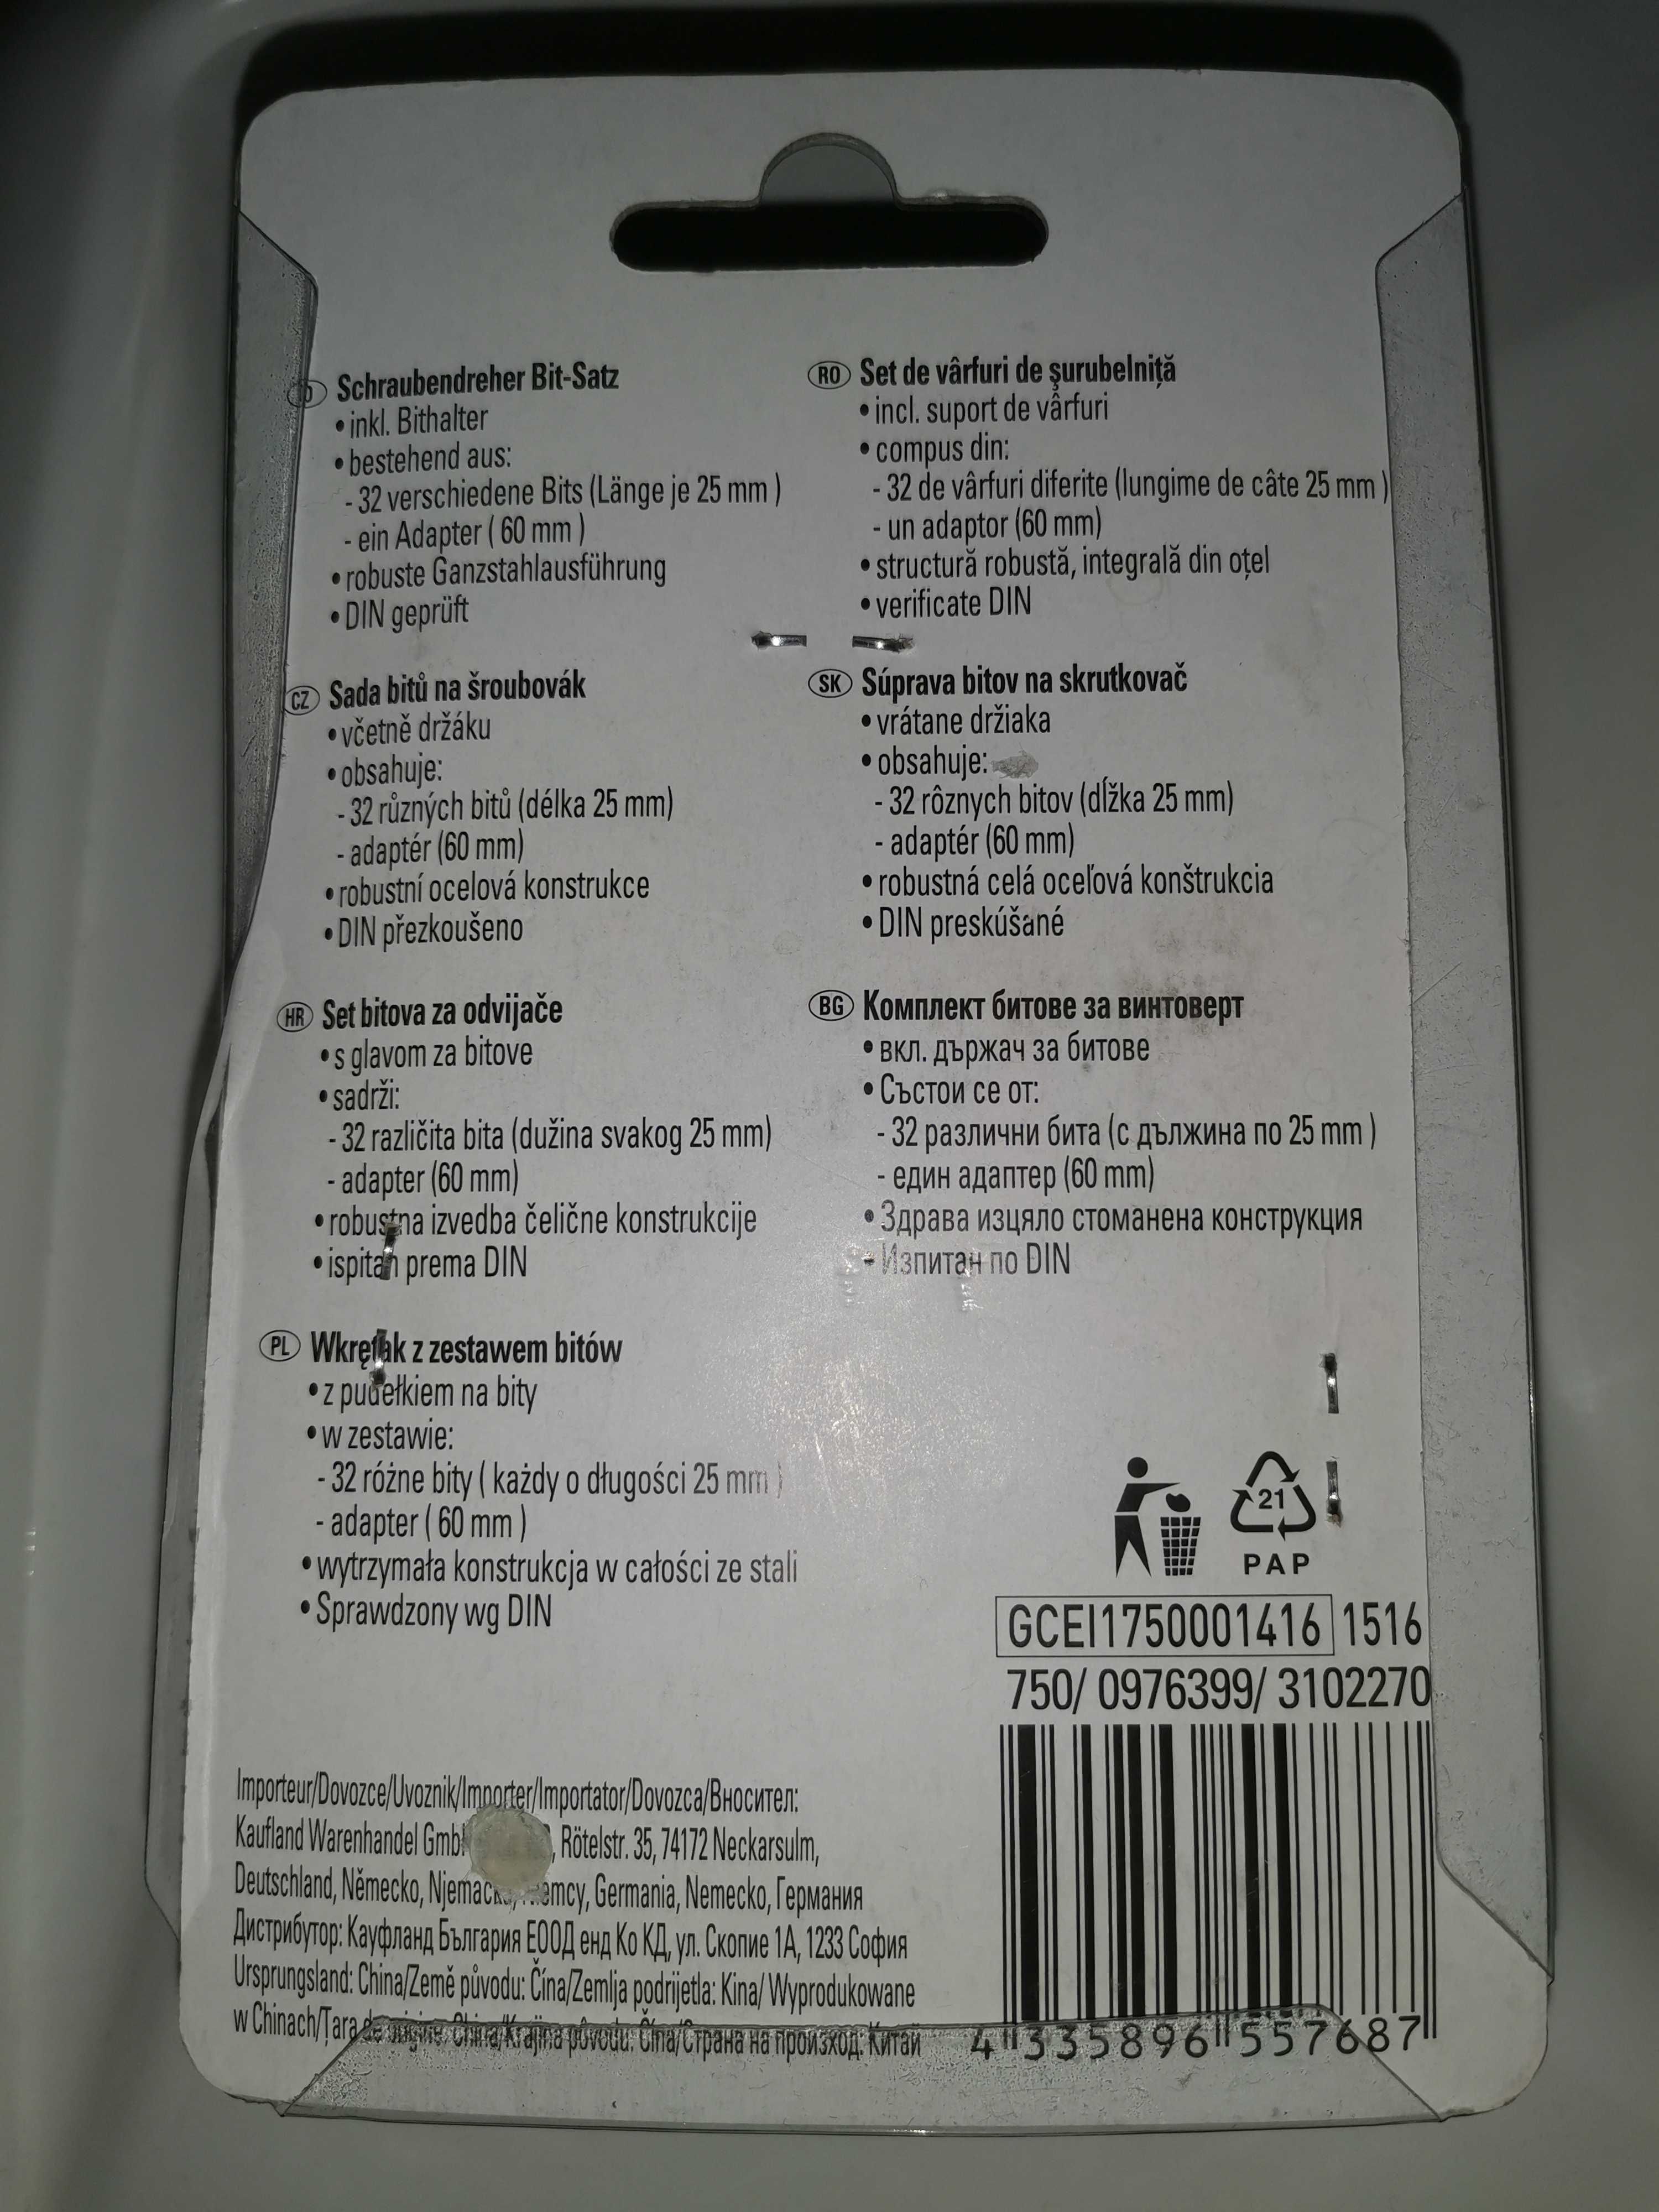 D Schraubendreher Bit-Satz
• inkl. Bithalter
• bestehend aus:
- 32 verschiedene Bits (Länge je 25 mm )
- ein Adapter ( 60 mm )
• robuste Ganzstahlausführung
• DIN geprüft
CZ Sada bitů na šroubovák
• včetně držáku
• obsahuje:
- 32 různých bitů (délka 25 mm)
- adaptér (60 mm)
• robustní ocelová konstrukce
• DIN přezkoušeno
HR Set bitova za odvijače
• s glavom za bitove
• sadrži:
- 32 različita bita (dužina svakog 25 mm)
- adapter (60 mm)
• robustna izvedba čelične konstrukcije
• ispitan prema DIN
PL Wkrętak z zestawem bitów
• z pudełkiem na bity
• w zestawie:
- 32 różne bity ( każdy o długości 25 mm )
- adapter ( 60 mm )
• wytrzymała konstrukcja w całości ze stali
• Sprawdzony wg DIN
RO Set de vârfuri de şurubelniţă
• incl. suport de vârfuri
• compus din:
- 32 de vârfuri diferite (lungime de câte 25 mm )
- un adaptor (60 mm)
• structură robustă, integrală din oţel
• verificate DIN
SK Súprava bitov na skrutkovač
• vrátane držiaka
• obsahuje:
- 32 rôznych bitov (dĺžka 25 mm)
- adaptér (60 mm)
• robustná celá oceľová konštrukcia
• DIN preskúšané
BG Комплект битове за винтоверт
• вкл. държач за битове
• Състои се от:
- 32 различни бита (с дължина по 25 mm )
- един адаптер (60 mm)
• Здрава изцяло стоманена конструкция
• Изпитан по DIN
21
PAP
GCEI1750001416 1516
750/ 0976399/ 3102270
Importeur/Dovozce/Uvoznik/Importer/Importator/Dovozca/Вносител:
Kaufland Warenhandel , Rötelstr. 35, 74172 Neckarsulm,
Deutschland, Německo, Germania, Nemecko, Германия
Дистрибутор: Кауфланд България ЕООД енд Ко КД, ул. Скопие 1А, 1233 София
Ursprungsland: China/Země původu: Čína/Zemlja podrijetla: Kina/ Wyprodukowane
w Chinach/Ţara de origine: China/Krajina pôvodu: Čína/Страна на произход: Китай
4 335896 557687